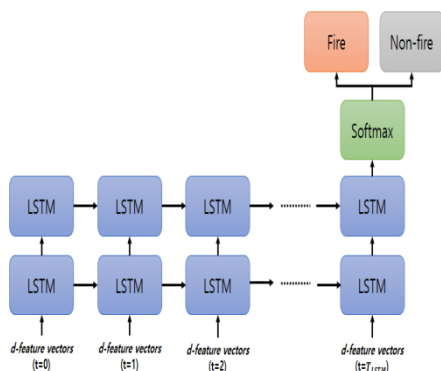 Fire Non-fire
Softmax
LSTM LSTM LSTM LSTM
LSTM LSTM LSTM LSTM
d-feature vectors d-feature vectors d-feature vectors d-feature vectors
(t=0) (t=1) (t=2) (t=T_LSTM)